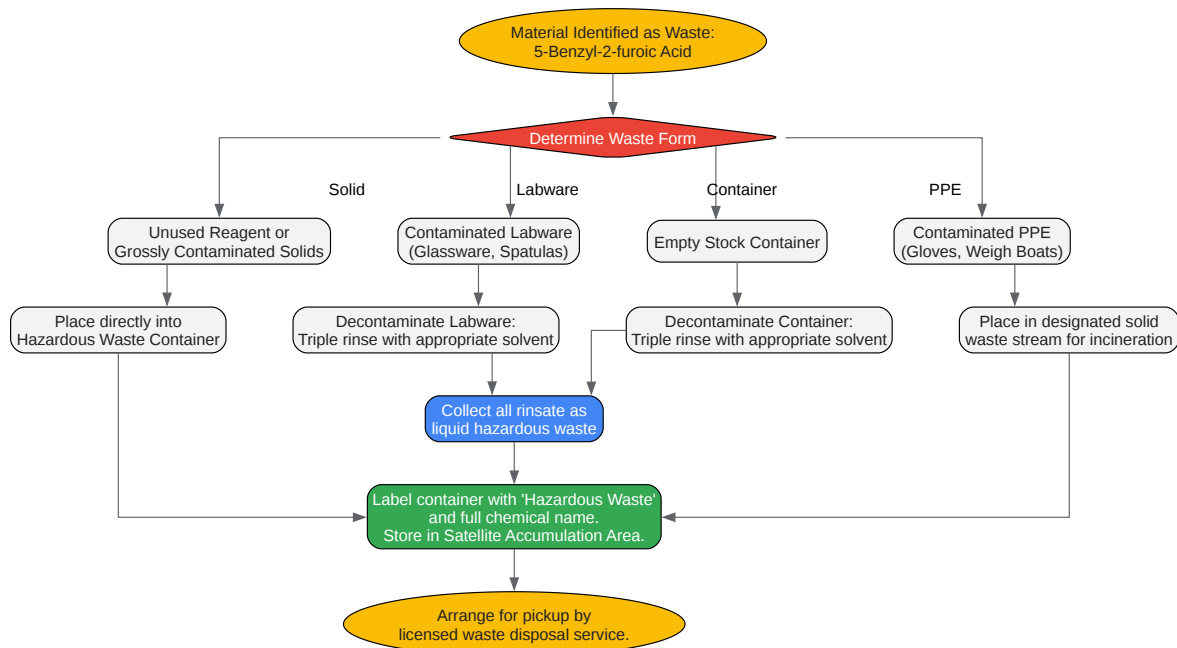 Material Identified as Waste:
5-Benzyl-2-furoic Acid
Determine Waste Form
Solid
Labware
Container
PPE
Unused Reagent or
Grossly Contaminated Solids
Contaminated Labware
(Glassware, Spatulas)
Empty Stock Container
Contaminated PPE
(Gloves, Weigh Boats)
Place directly into
Hazardous Waste Container
Decontaminate Labware:
Triple rinse with appropriate solvent
Decontaminate Container:
Triple rinse with appropriate solvent
Place in designated solid
waste stream for incineration
Collect all rinsate as
liquid hazardous waste
Label container with 'Hazardous Waste'
and full chemical name.
Store in Satellite Accumulation Area.
Arrange for pickup by
licensed waste disposal service.